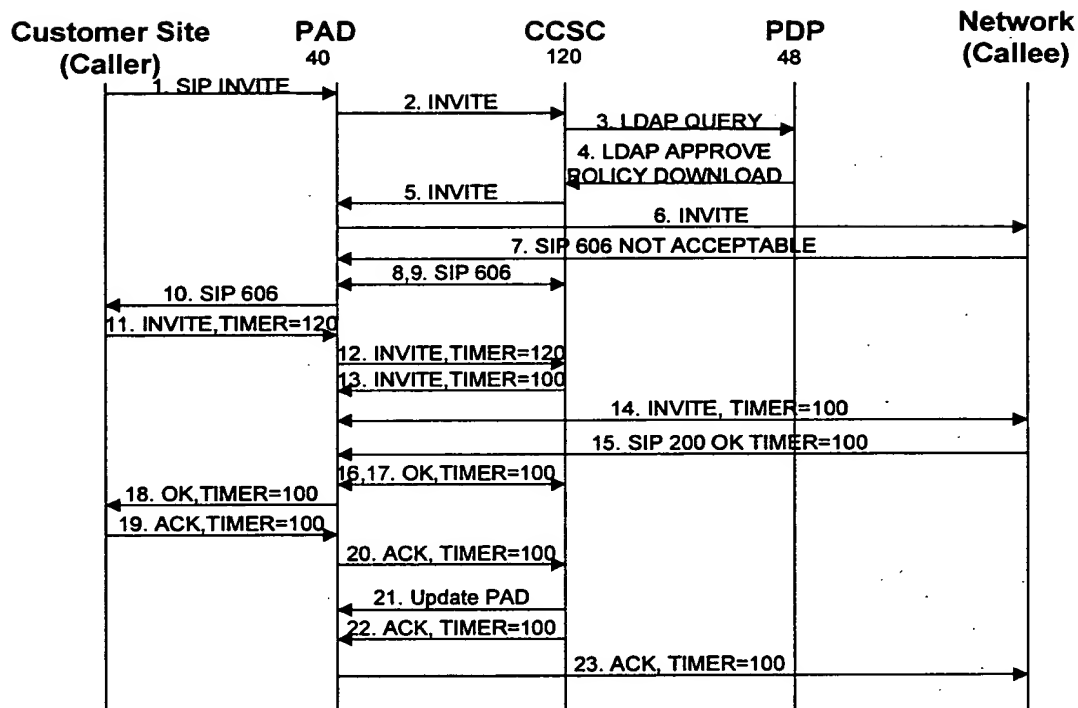 Customer Site
(Caller)
PAD
40
CCSC
120
PDP
48
Network
(Callee)
1. SIP INVITE
2. INVITE
3. LDAP QUERY
4. LDAP APPROVE
POLICY DOWNLOAD
5. INVITE
6. INVITE
7. SIP 606 NOT ACCEPTABLE
8,9. SIP 606
10. SIP 606
11. INVITE,TIMER=120
12. INVITE,TIMER=120
13. INVITE,TIMER=100
14. INVITE, TIMER=100
15. SIP 200 OK TIMER=100
16,17. OK,TIMER=100
18. OK,TIMER=100
19. ACK,TIMER=100
20. ACK, TIMER=100
21. Update PAD
22. ACK, TIMER=100
23. ACK, TIMER=100